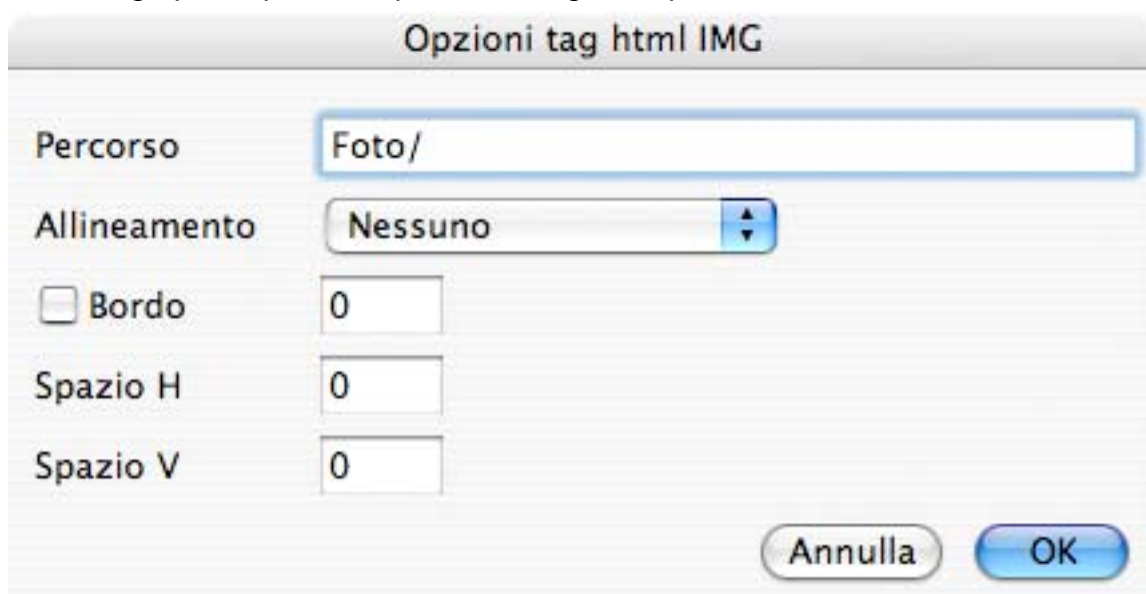 Opzioni tag html IMG
Percorso Foto/
Allineamento Nessuno
Bordo 0
Spazio H 0
Spazio V 0
Annulla OK